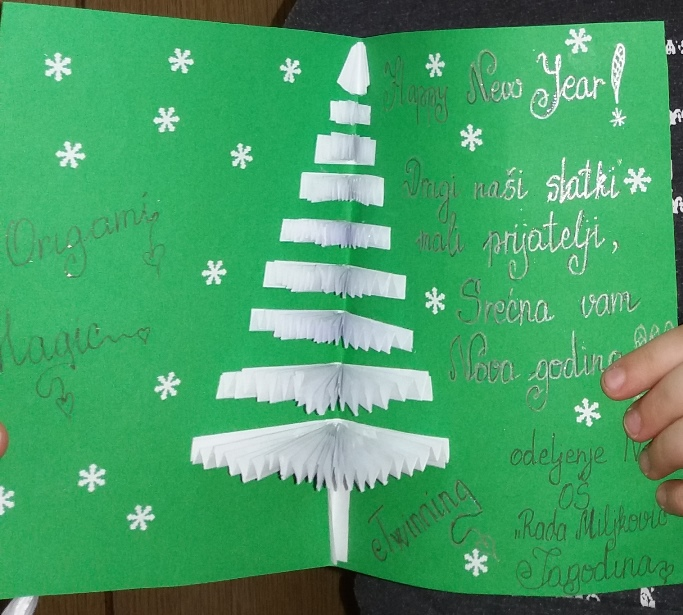 Origami
Magic
Happy New Year!
Dragi naši slatki
mali prijatelji,
Srećna vam
Nova godina
odeljenje
OŠ
„Rada Miljković
Jagodina
Twinning